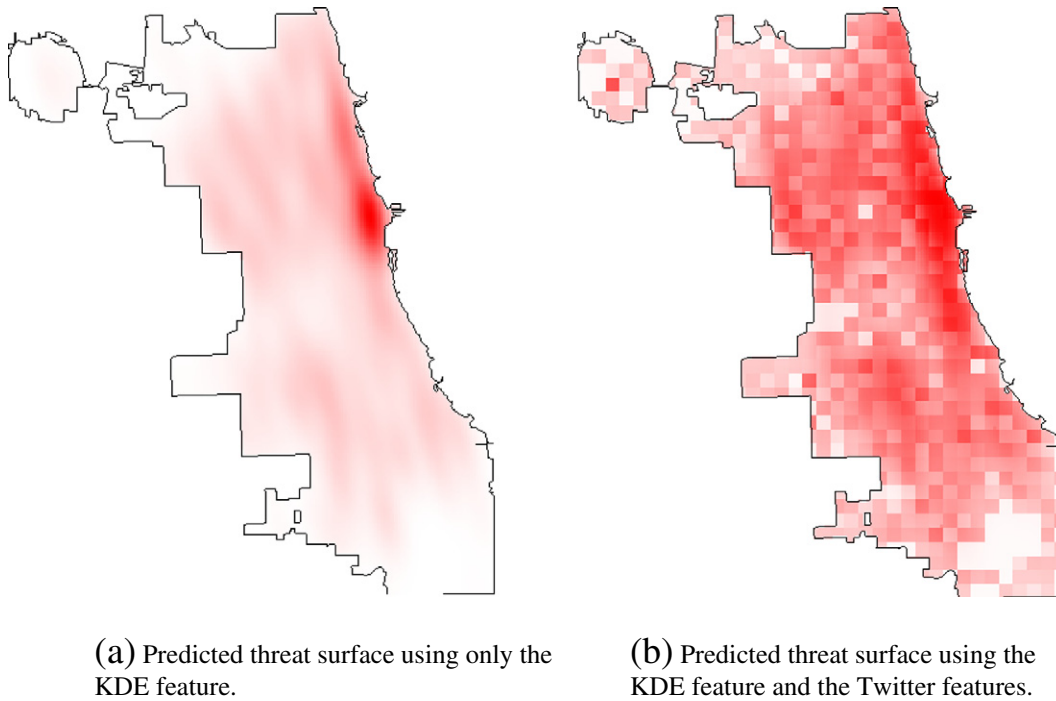 (a) Predicted threat surface using only the
KDE feature.
(b) Predicted threat surface using the
KDE feature and the Twitter features.